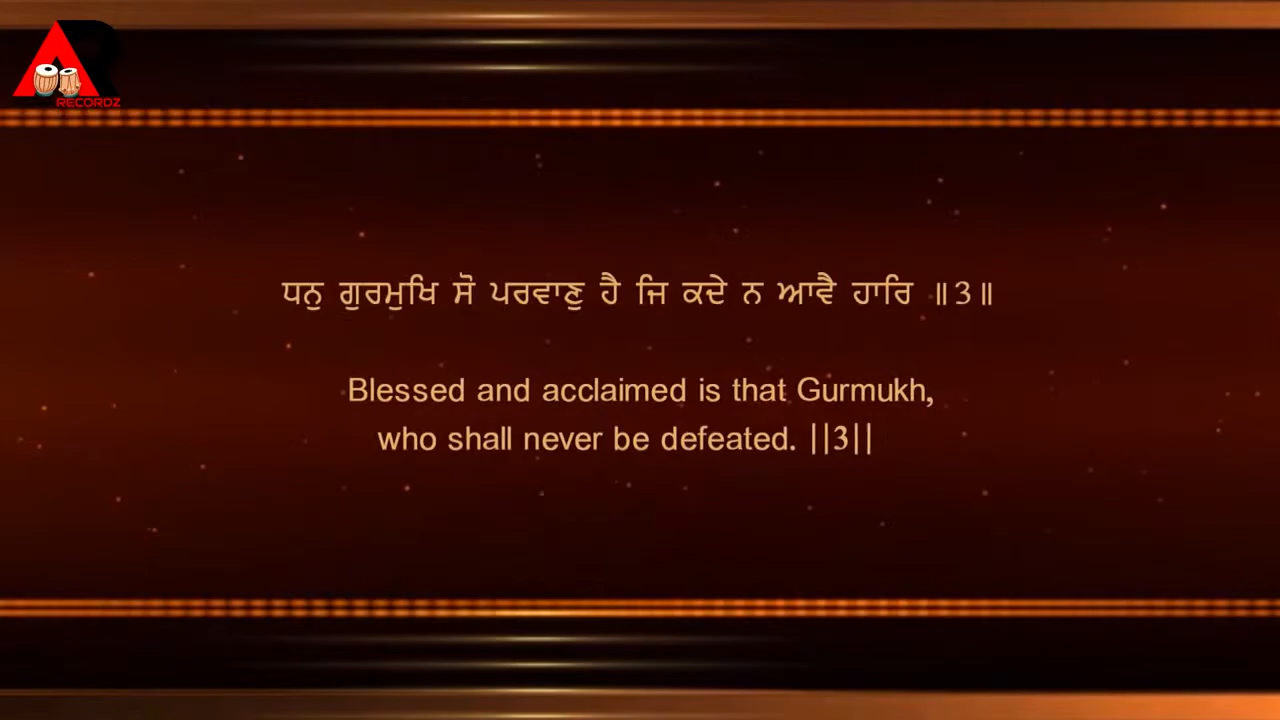 AR
RECORDZ
ਧਨੁ ਗੁਰਮੁਖਿ ਸੋ ਪਰਵਾਣੁ ਹੈ ਜਿ ਕਦੇ ਨ ਆਵੈ ਹਾਰਿ ॥3॥
Blessed and acclaimed is that Gurmukh,
who shall never be defeated. ||3||